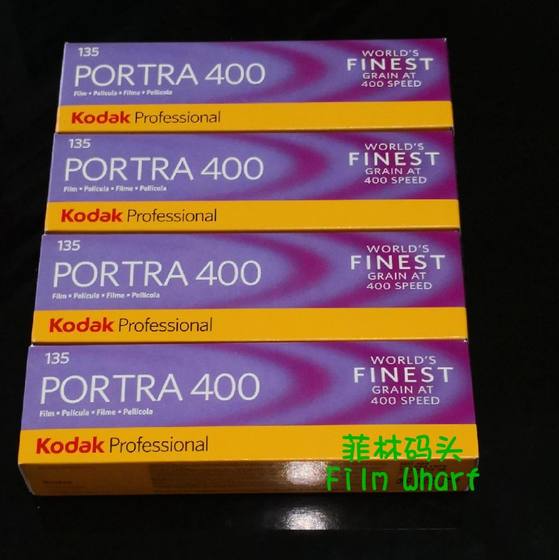 135
PORTRA 400
Film • Película • Filme • Pellicola
WORLD'S
FINEST
GRAIN AT
400 SPEED
Kodak Professional
135
PORTRA 400
Film • Película • Filme • Pellicola
WORLD'S
FINEST
GRAIN AT
400 SPEED
Kodak Professional
135
PORTRA 400
Film • Película • Filme • Pellicola
WORLD'S
FINEST
GRAIN AT
400 SPEED
Kodak Professional
135
PORTRA 400
Film • Película • Filme • Pellicola
WORLD'S
FINEST
GRAIN AT
400 SPEED
Kodak Professional
菲林码头
Film Wharf